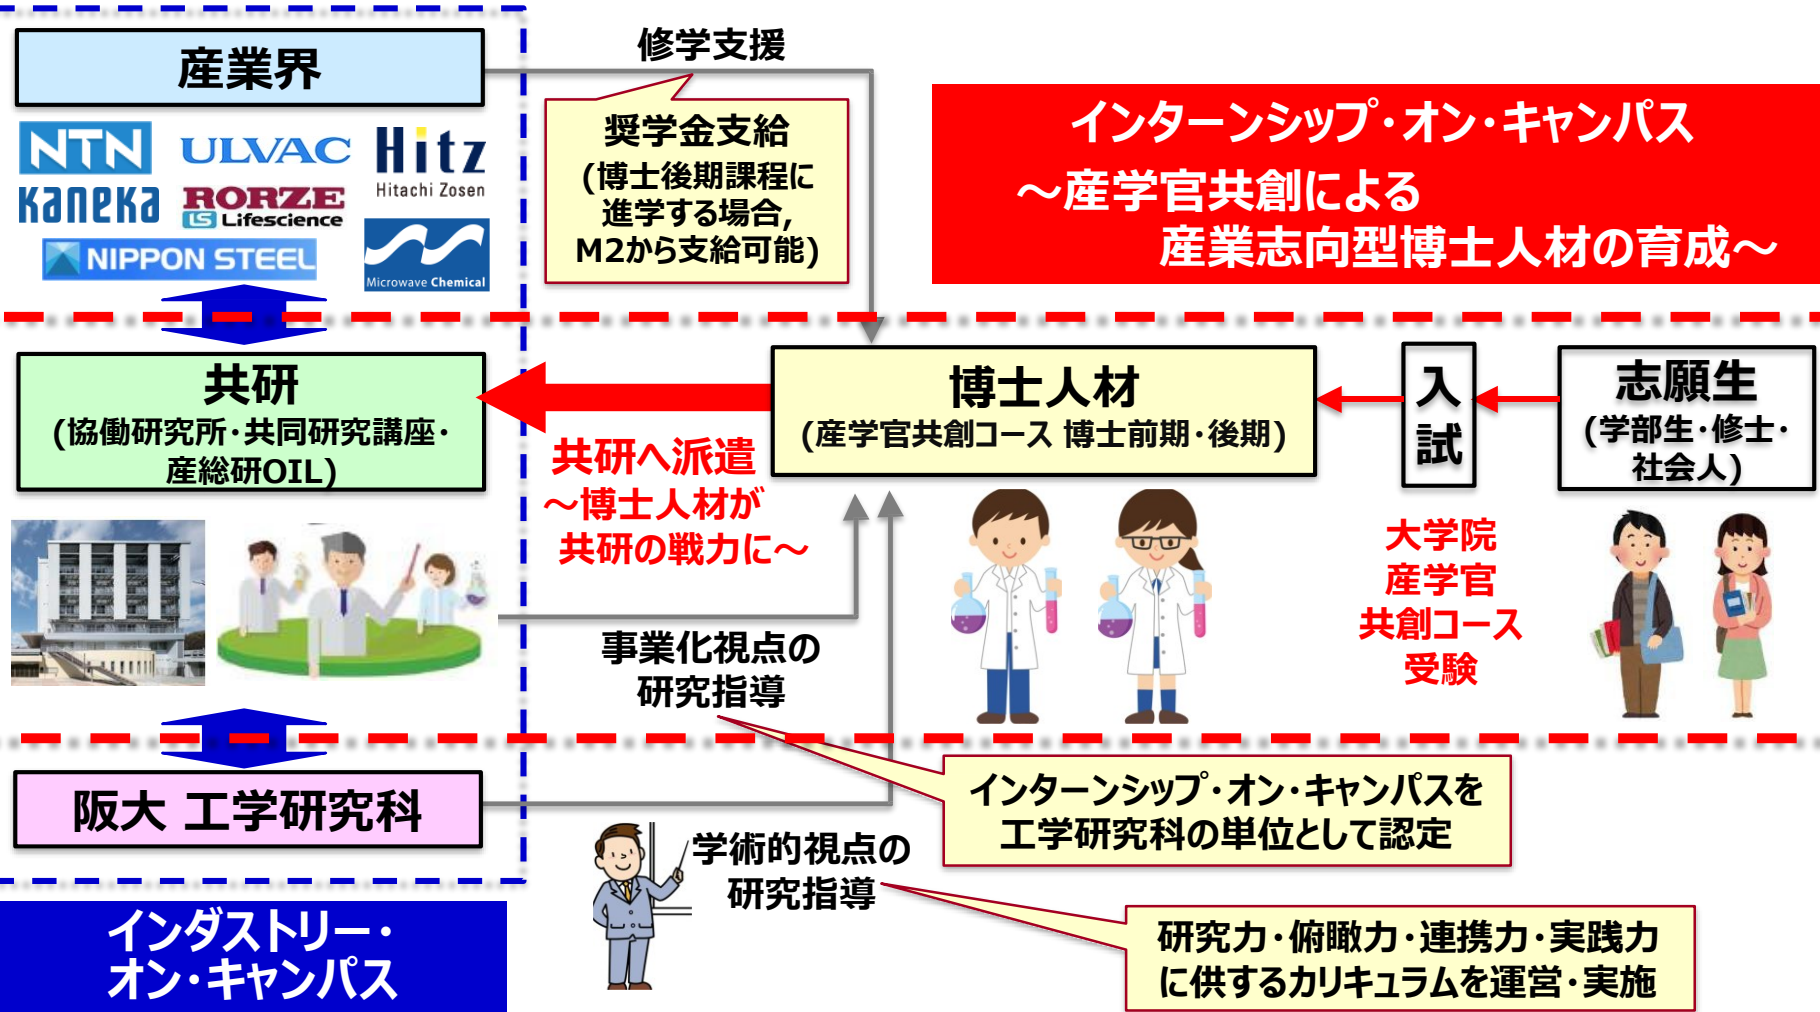 産業界
NTN
ULVAC
Hitz
Hitachi Zosen
Kaneka
RORZE
LS Lifescience
NIPPON STEEL
Microwave Chemical
修学支援
奨学金支給
(博士後期課程に
進学する場合,
M2から支給可能)
インターンシップ・オン・キャンパス
～産学官共創による
産業志向型博士人材の育成～
共研
(協働研究所・共同研究講座・
産総研OIL)
共研へ派遣
～博士人材が
共研の戦力に～
博士人材
(産学官共創コース 博士前期・後期)
入
試
志願生
(学部生・修士・
社会人)
大学院
産学官
共創コース
受験
事業化視点の
研究指導
阪大 工学研究科
インターンシップ・オン・キャンパスを
工学研究科の単位として認定
学術的視点の
研究指導
研究力・俯瞰力・連携力・実践力
に供するカリキュラムを運営・実施
インダストリー・
オン・キャンパス